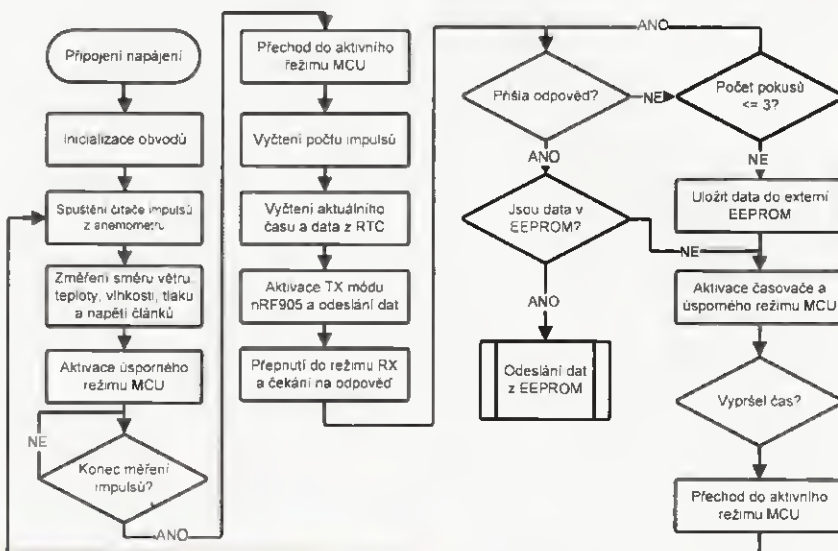 Připojení napájení
Inicializace obvodů
Spuštění čítače impulsů
z anemometru
Změření směru větru
teploty, vlhkosti, tlaku
a napětí článků
Aktivace úsporného
režimu MCU
NE
Konec měření
impulsů?
ANO
Přechod do aktivního
režimu MCU
Vyčtení počtu impulsů
Vyčtení aktuálního
času a data z RTC
Aktivace TX módu
nRF905 a odeslání dat
Přepnutí do režimu RX
a čekání na odpověď
ANO
Přišla odpověď?
NE
Počet pokusů
<= 3?
ANO
NE
Jsou data v
EEPROM?
NE
Uložit data do externí
EEPROM
ANO
Aktivace časovače a
úsporného režimu MCU
Odeslání dat
z EEPROM
Vypršel čas?
Přechod do aktivního
režimu MCU